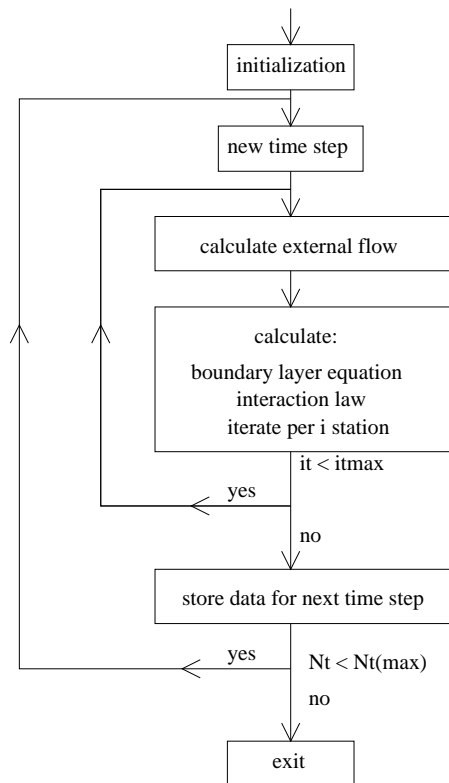 initialization
new time step
calculate external flow
calculate:
boundary layer equation
interaction law
iterate per i station
it < itmax
yes
no
store data for next time step
yes
Nt < Nt(max)
no
exit